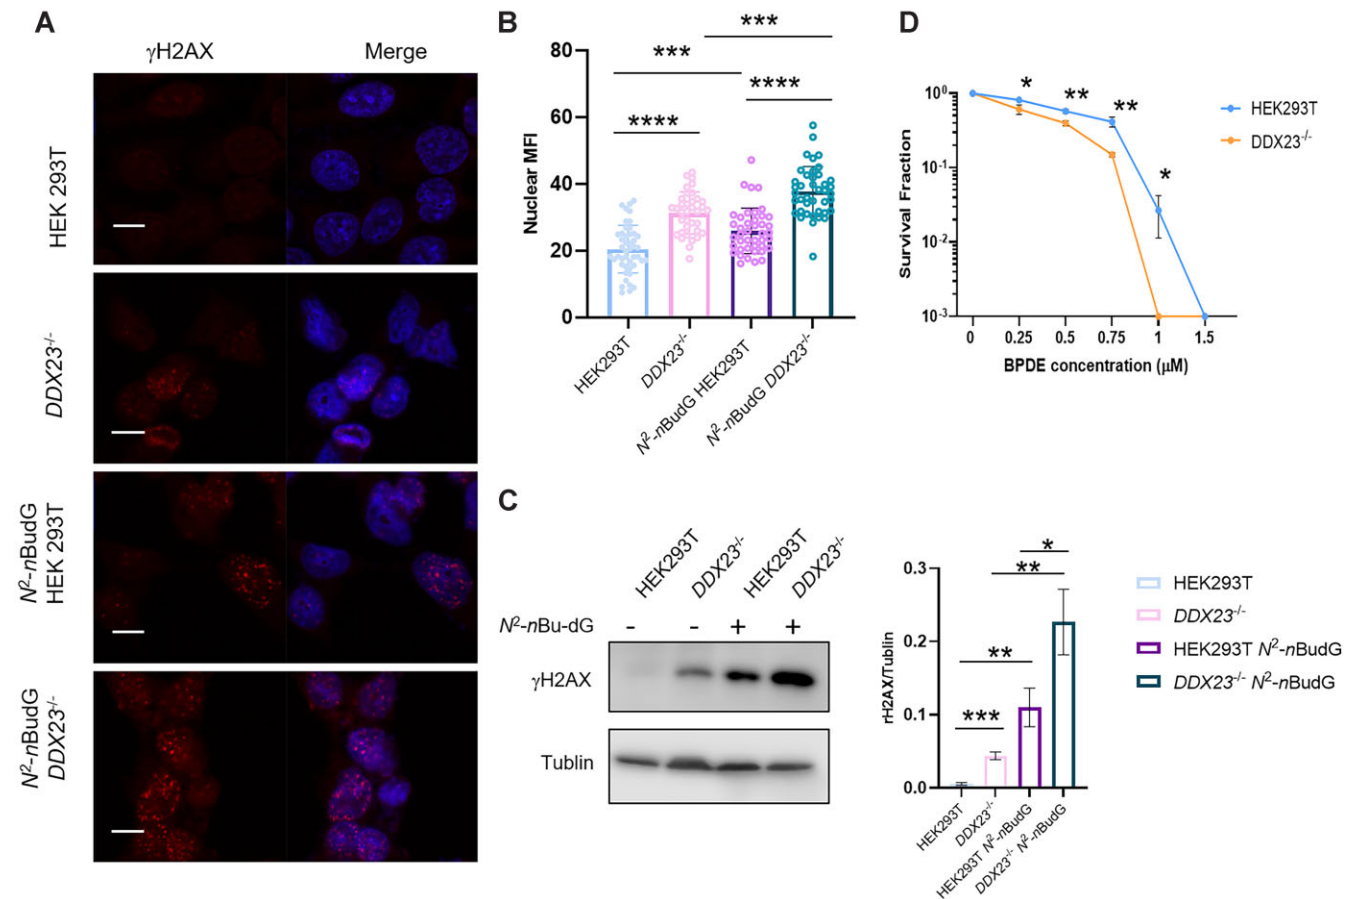 A
γH2AX
Merge
HEK 293T
DDX23-/-
N2-nBudG
HEK 293T
N2-nBudG
DDX23-/-
B
Nuclear MFI
80
60
40
20
0
***
***
****
****
HEK293T
DDX23-/-
N2-nBudG HEK293T
N2-nBudG DDX23-/-
D
Survival Fraction
10^0
10^-1
10^-2
10^-3
*
**
**
*
0
0.25
0.5
0.75
1
1.5
BPDE concentration (μM)
HEK293T
DDX23-/-
C
HEK293T
DDX23-/-
HEK293T
DDX23-/-
N2-nBu-dG - - + +
γH2AX
Tublin
rH2AX/Tublin
0.3
0.2
0.1
0.0
*
**
**
***
HEK293T
DDX23-/-
HEK293T N2-nBudG
DDX23-/- N2-nBudG
HEK293T
DDX23-/-
HEK293T N2-nBudG
DDX23-/- N2-nBudG